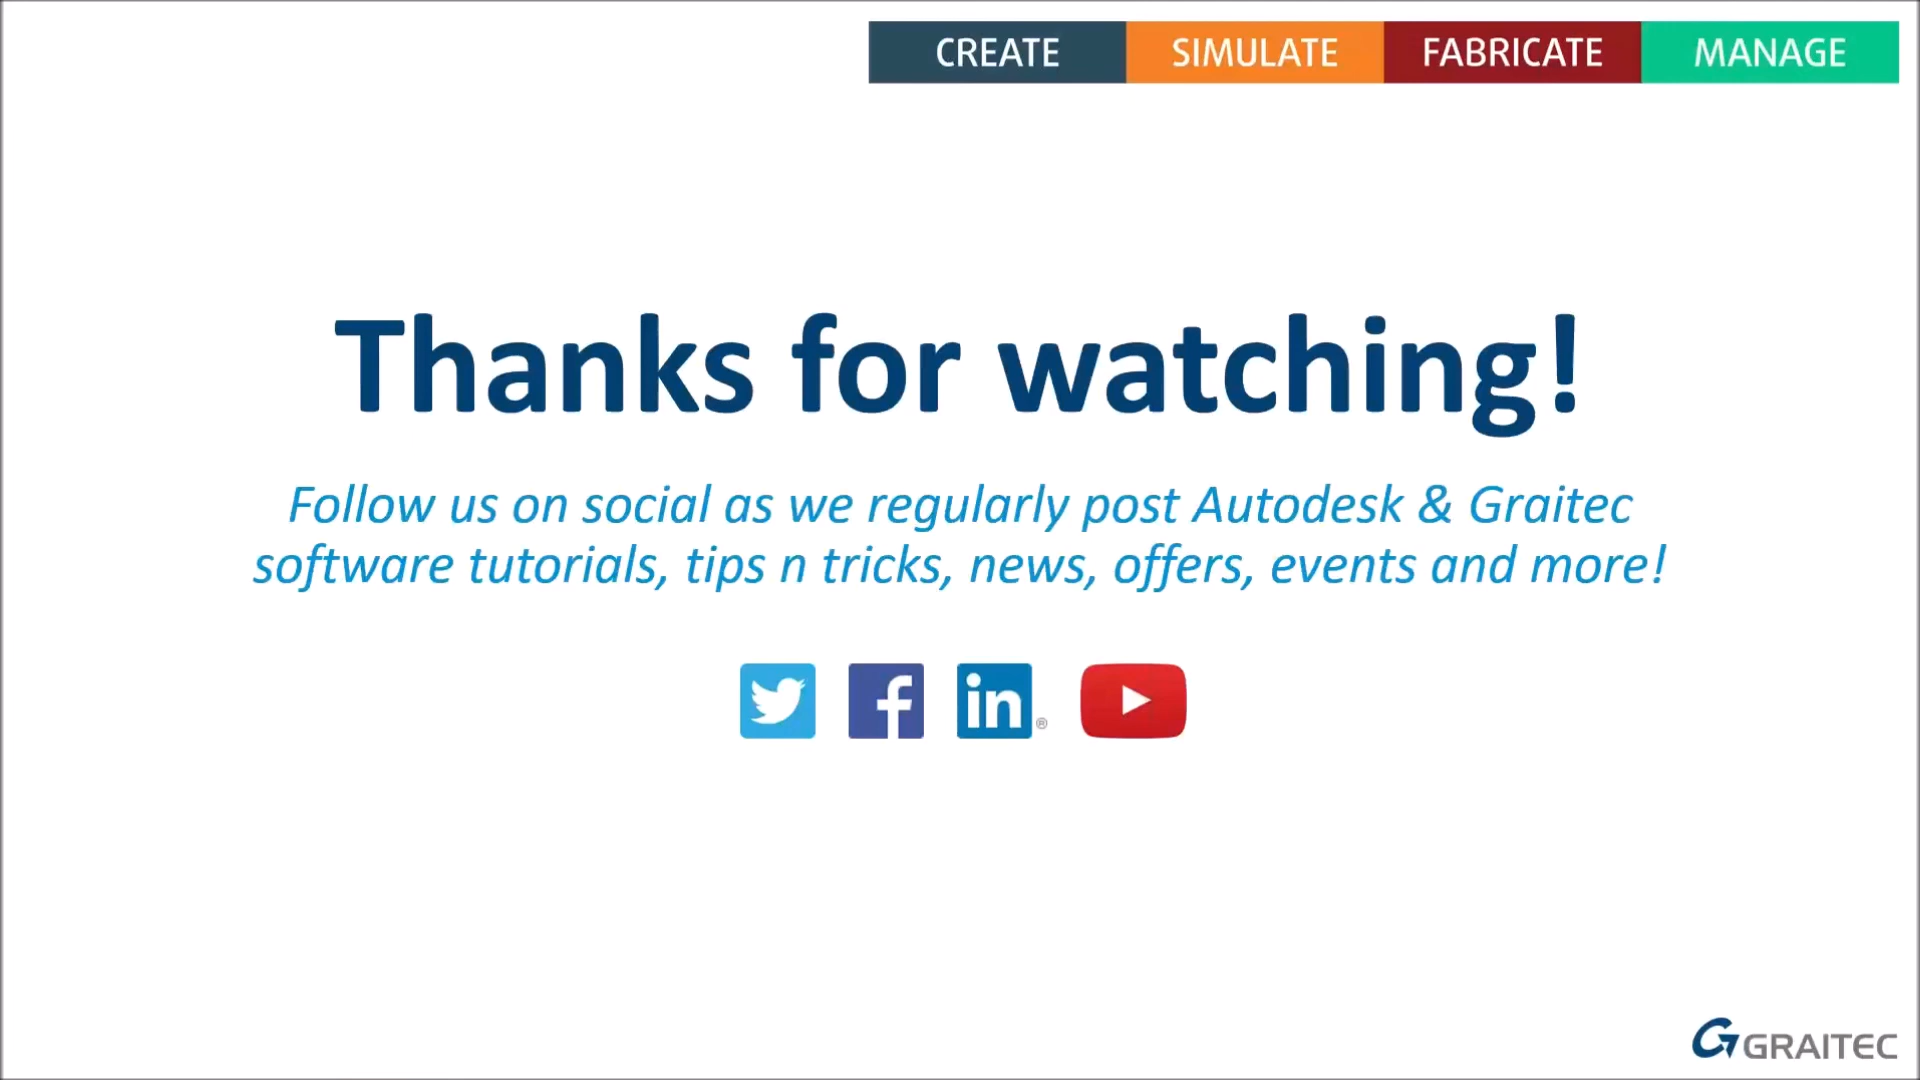 CREATE SIMULATE FABRICATE MANAGE
Thanks for watching!
Follow us on social as we regularly post Autodesk & Graitec
software tutorials, tips n tricks, news, offers, events and more!
in ®
GRAITEC